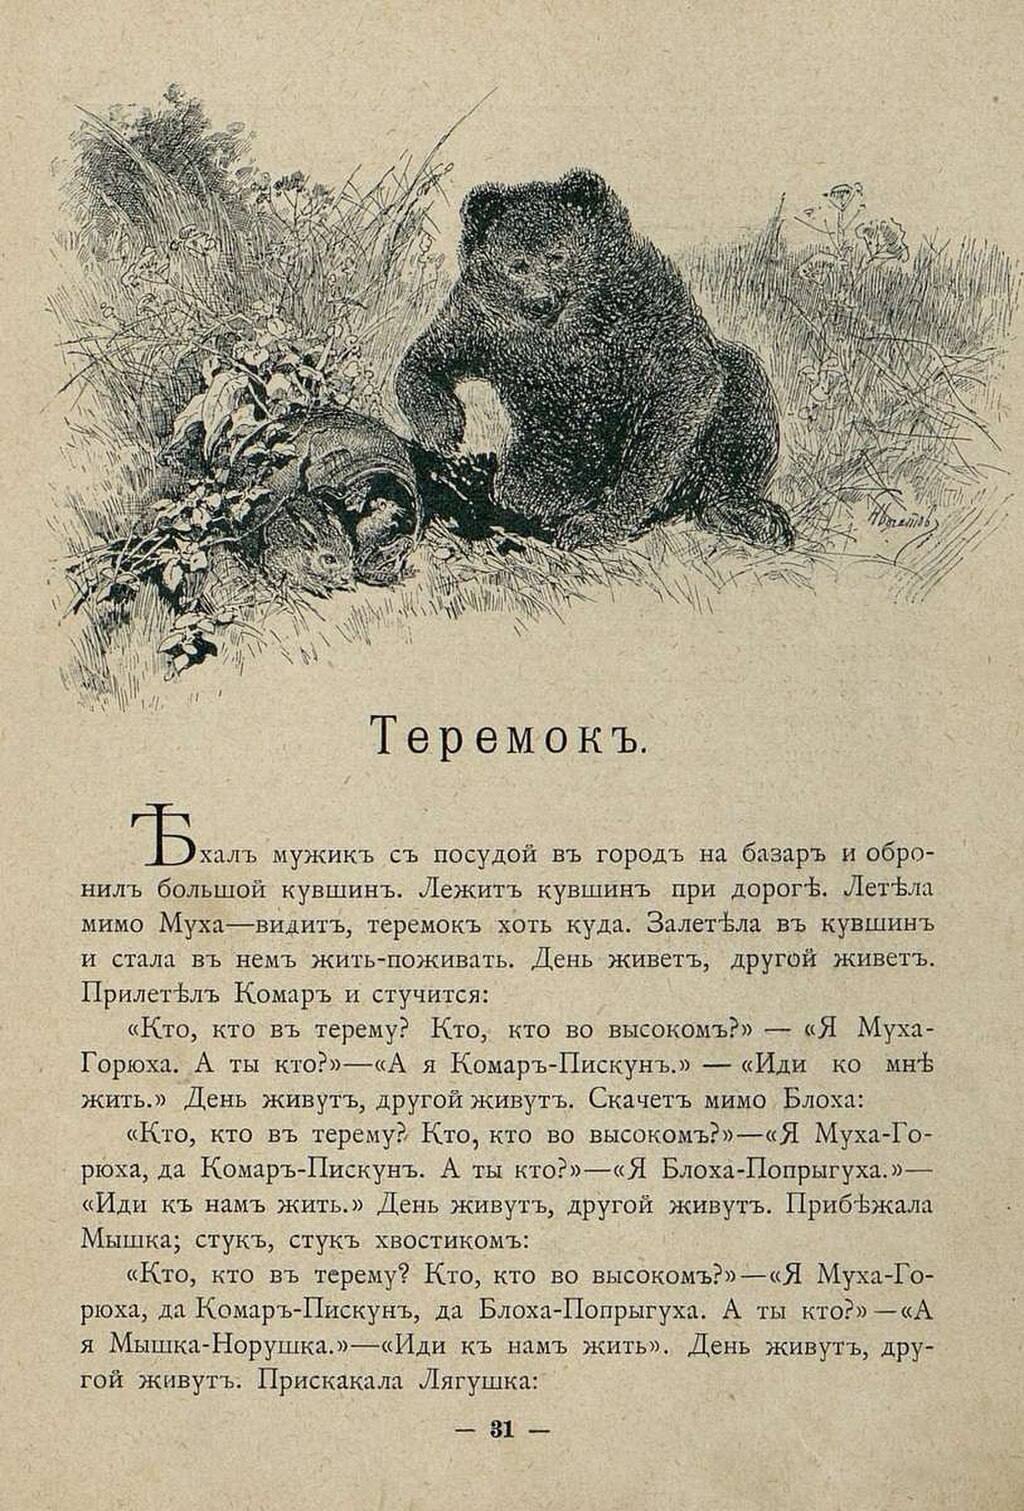 Теремокъ.
Ѣхалъ мужикъ съ посудой въ городъ на базаръ и обро-
нилъ большой кувшинъ. Лежитъ кувшинъ при дорогѣ. Летѣла
мимо Муха—видитъ, теремокъ хоть куда. Залетѣла въ кувшинъ
и стала въ немъ жить-поживать. День живетъ, другой живетъ.
Прилетѣлъ Комаръ и стучится:
«Кто, кто въ терему? Кто, кто во высокомъ?» — «Я Муха-
Горюха. А ты кто?»—«А я Комаръ-Пискунъ.» — «Иди ко мнѣ
жить.» День живутъ, другой живутъ. Скачетъ мимо Блоха:
«Кто, кто въ терему? Кто, кто во высокомъ?»—«Я Муха-Го-
рюха, да Комаръ-Пискунъ. А ты кто?»—«Я Блоха-Попрыгуха.»—
«Иди къ намъ жить.» День живутъ, другой живутъ. Прибѣжала
Мышка; стукъ, стукъ хвостикомъ:
«Кто, кто въ терему? Кто, кто во высокомъ?»—«Я Муха-Го-
рюха, да Комаръ-Пискунъ, да Блоха-Попрыгуха. А ты кто?»—«А
я Мышка-Норушка.»—«Иди къ намъ жить». День живутъ, дру-
гой живутъ. Прискакала Лягушка:
— 31 —